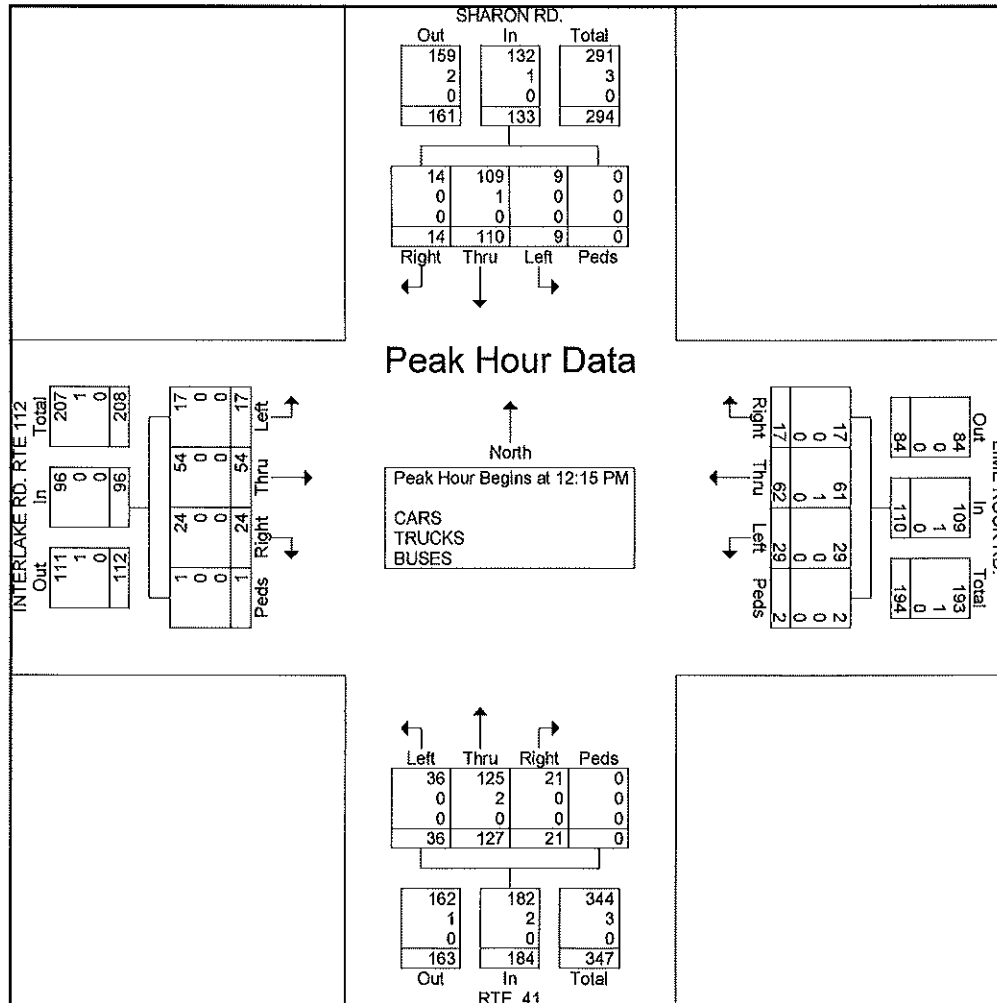 SHARON RD.
Out In Total
159 132 291
2 1 3
0 0 0
161 133 294
14 109 9 0
0 1 0 0
0 0 0 0
14 110 9 0
Right Thru Left Peds
Peak Hour Data
North
Peak Hour Begins at 12:15 PM
CARS
TRUCKS
BUSES
INTERLAKE RD. RTE 112
Out In Total
111 96 207
1 0 1
0 0 0
112 96 208
1 24 54 17
0 0 0 0
0 0 0 0
1 24 54 17
Peds Right Thru Left
Out In Total
84 109 193
0 1 1
0 0 0
84 110 194
17 61 29 2
0 1 0 0
0 0 0 0
17 62 29 2
Right Thru Left Peds
Left Thru Right Peds
36 125 21 0
0 2 0 0
0 0 0 0
36 127 21 0
162 182 344
1 2 3
0 0 0
163 184 347
Out In Total
RTE 41